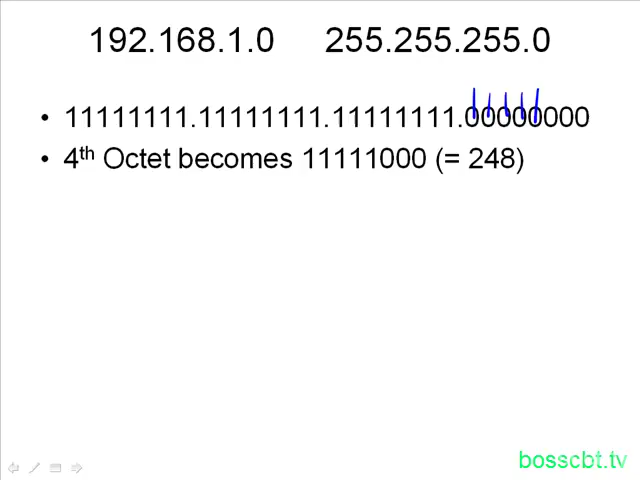 192.168.1.0 255.255.255.0
• 11111111.11111111.11111111.00000000
• 4th Octet becomes 11111000 (= 248)
bosscbt.tv